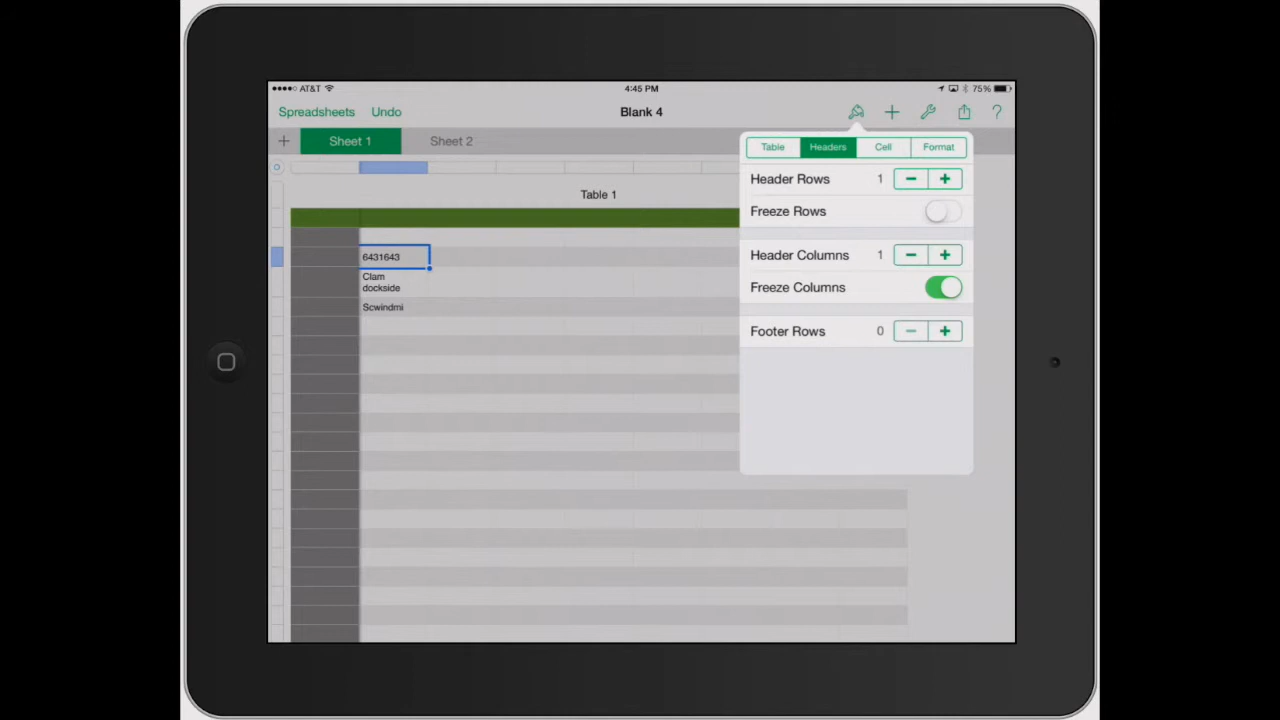 AT&T 4:45 PM 75%
Spreadsheets Undo Blank 4 ?
Sheet 1 Sheet 2
Table Headers Cell Format
Header Rows 1
Freeze Rows
Header Columns 1
Freeze Columns
Footer Rows 0
Table 1
6431643
Clam
dockside
Scwindmi